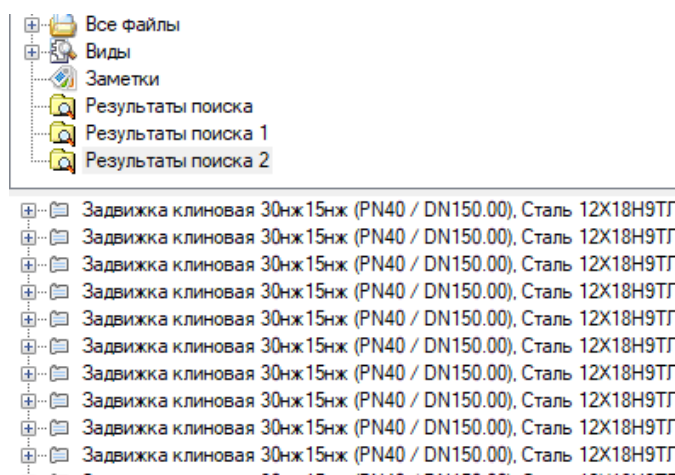 Все файлы
Виды
Заметки
Результаты поиска
Результаты поиска 1
Результаты поиска 2
Задвижка клиновая 30нж15нж (PN40 / DN150.00), Сталь 12Х18Н9ТЛ
Задвижка клиновая 30нж15нж (PN40 / DN150.00), Сталь 12Х18Н9ТЛ
Задвижка клиновая 30нж15нж (PN40 / DN150.00), Сталь 12Х18Н9ТЛ
Задвижка клиновая 30нж15нж (PN40 / DN150.00), Сталь 12Х18Н9ТЛ
Задвижка клиновая 30нж15нж (PN40 / DN150.00), Сталь 12Х18Н9ТЛ
Задвижка клиновая 30нж15нж (PN40 / DN150.00), Сталь 12Х18Н9ТЛ
Задвижка клиновая 30нж15нж (PN40 / DN150.00), Сталь 12Х18Н9ТЛ
Задвижка клиновая 30нж15нж (PN40 / DN150.00), Сталь 12Х18Н9ТЛ
Задвижка клиновая 30нж15нж (PN40 / DN150.00), Сталь 12Х18Н9ТЛ
Задвижка клиновая 30нж15нж (PN40 / DN150.00), Сталь 12Х18Н9ТЛ